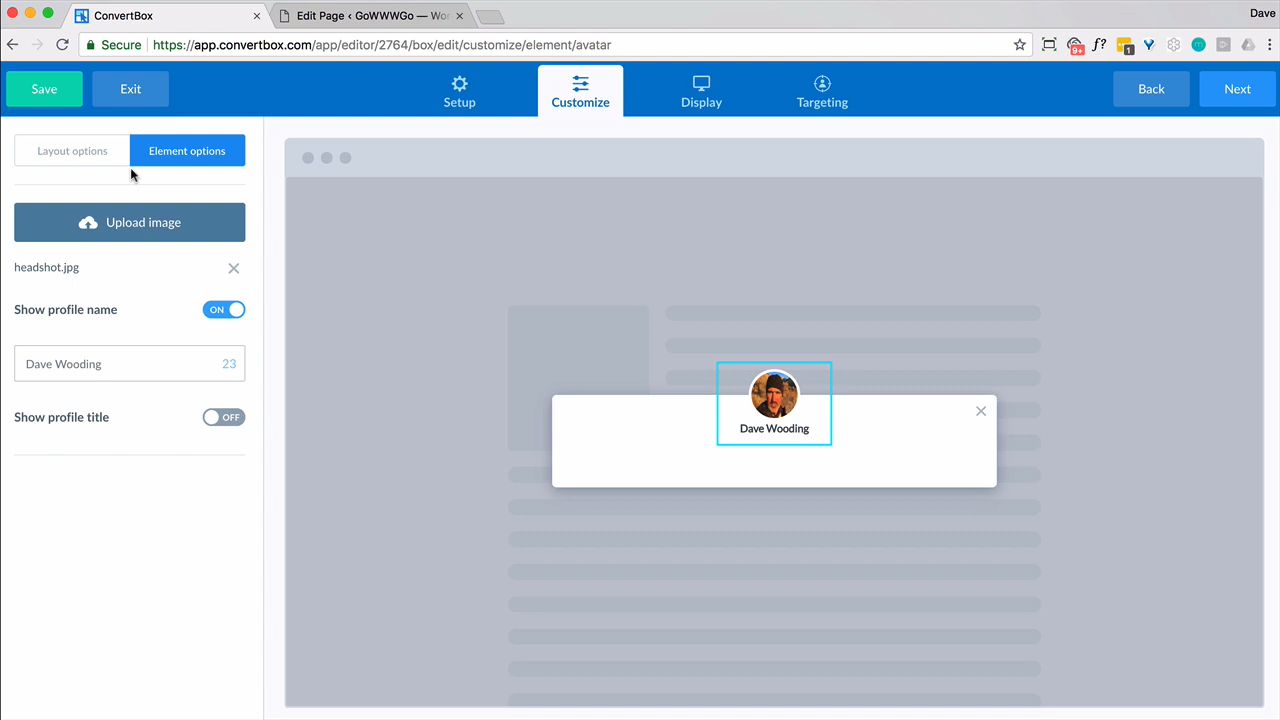 ConvertBox
Edit Page ‹ GoWWWGo — Wor
Dave
Secure
https://app.convertbox.com/app/editor/2764/box/edit/customize/element/avatar
9+
f?
1
Save
Exit
Setup
Customize
Display
Targeting
Back
Next
Layout options
Element options
Upload image
headshot.jpg
Show profile name
ON
Dave Wooding
23
Show profile title
OFF
Dave Wooding